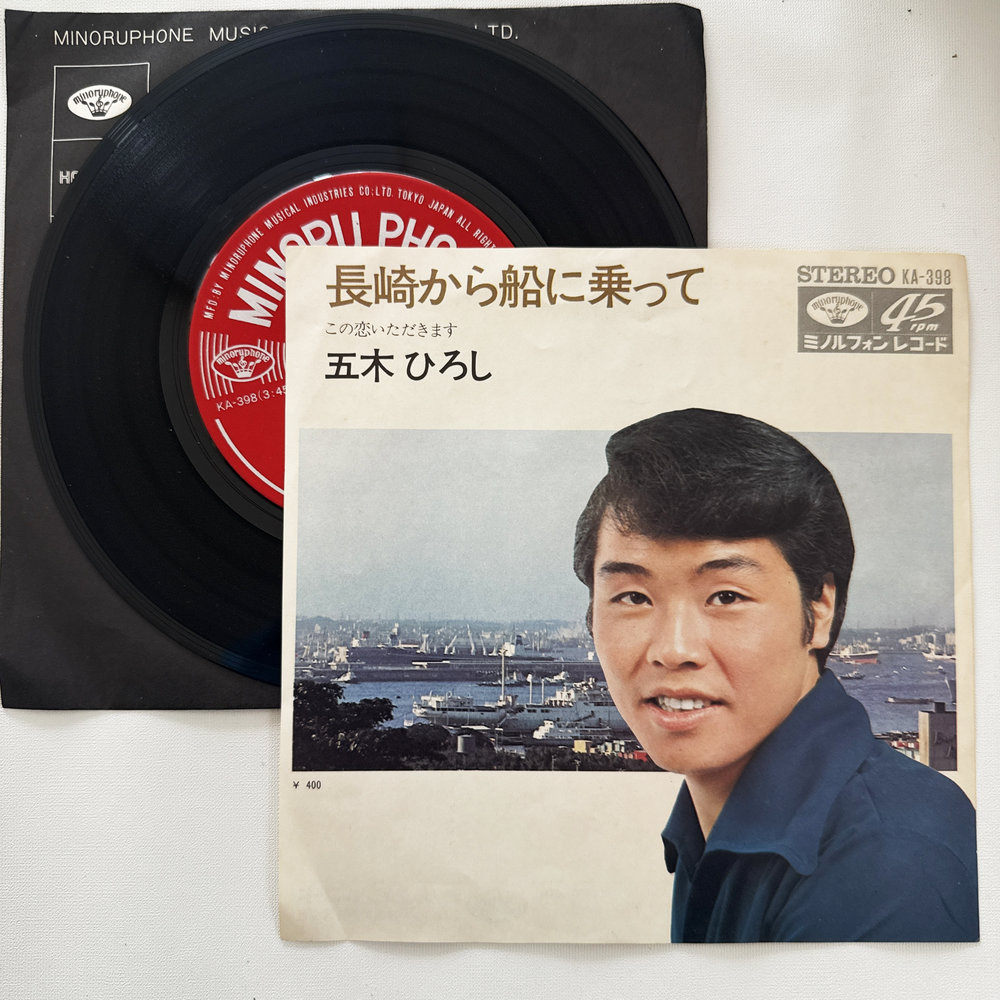 MINORUPHONE MUSIC LTD.
minoruphone
MFD. BY MINORUPHONE MUSICAL INDUSTRIES CO.,LTD. TOKYO JAPAN ALL RIGHT
MINORU PHO
minoruphone
KA-398(3:45
長崎から船に乗って
この恋いただきます
五木ひろし
STEREO KA-398
minoruphone
45 rpm
ミノルフォンレコード
¥ 400